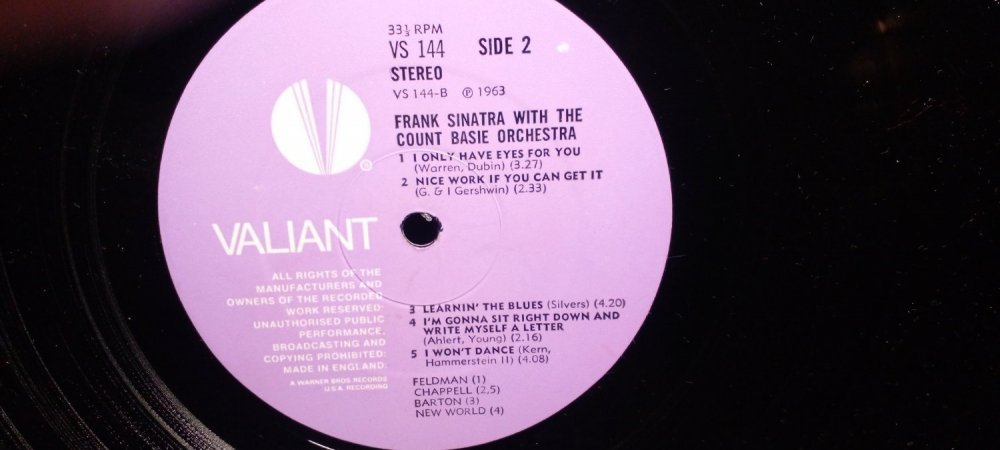 33⅓ RPM
VS 144 SIDE 2
STEREO
VS 144-B ℗ 1963
FRANK SINATRA WITH THE
COUNT BASIE ORCHESTRA
1 I ONLY HAVE EYES FOR YOU
(Warren, Dubin) (3.27)
2 NICE WORK IF YOU CAN GET IT
(G. & I Gershwin) (2.33)
®
VALIANT
ALL RIGHTS OF THE
MANUFACTURERS AND
OWNERS OF THE RECORDED
WORK RESERVED:
UNAUTHORISED PUBLIC
PERFORMANCE,
BROADCASTING AND
COPYING PROHIBITED:
MADE IN ENGLAND:
A WARNER BROS. RECORDS
U.S.A. RECORDING
3 LEARNIN' THE BLUES (Silvers) (4.20)
4 I'M GONNA SIT RIGHT DOWN AND
WRITE MYSELF A LETTER
(Ahlert, Young) (2.16)
5 I WON'T DANCE (Kern,
Hammerstein II) (4.08)
FELDMAN (1)
CHAPPELL (2,5)
BARTON (3)
NEW WORLD (4)